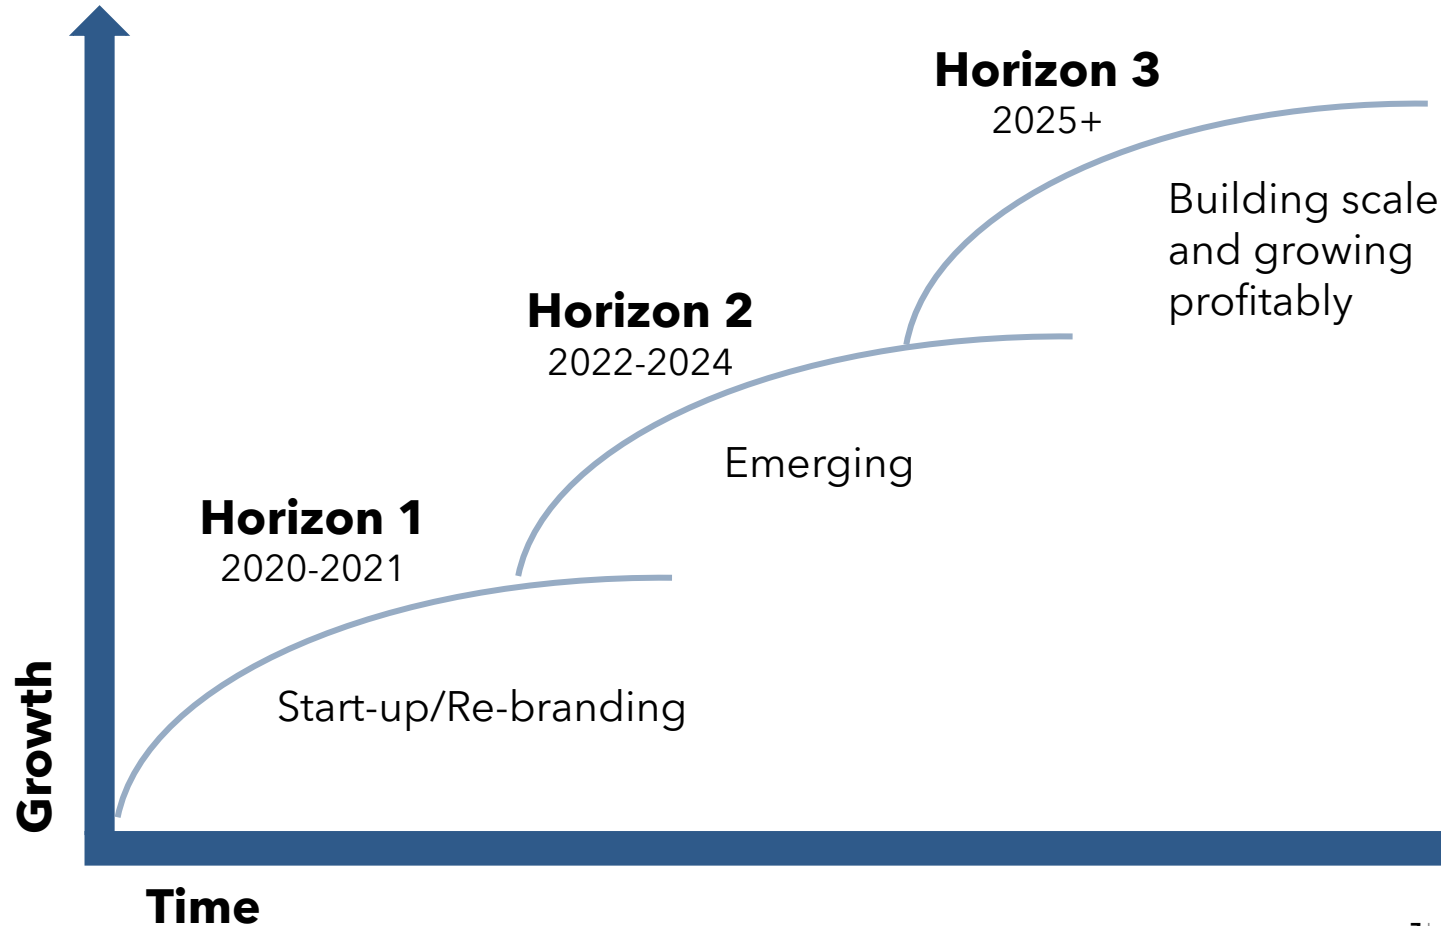 Horizon 3
2025+
Building scale
and growing
profitably
Horizon 2
2022-2024
Emerging
Horizon 1
2020-2021
Start-up/Re-branding
Growth
Time